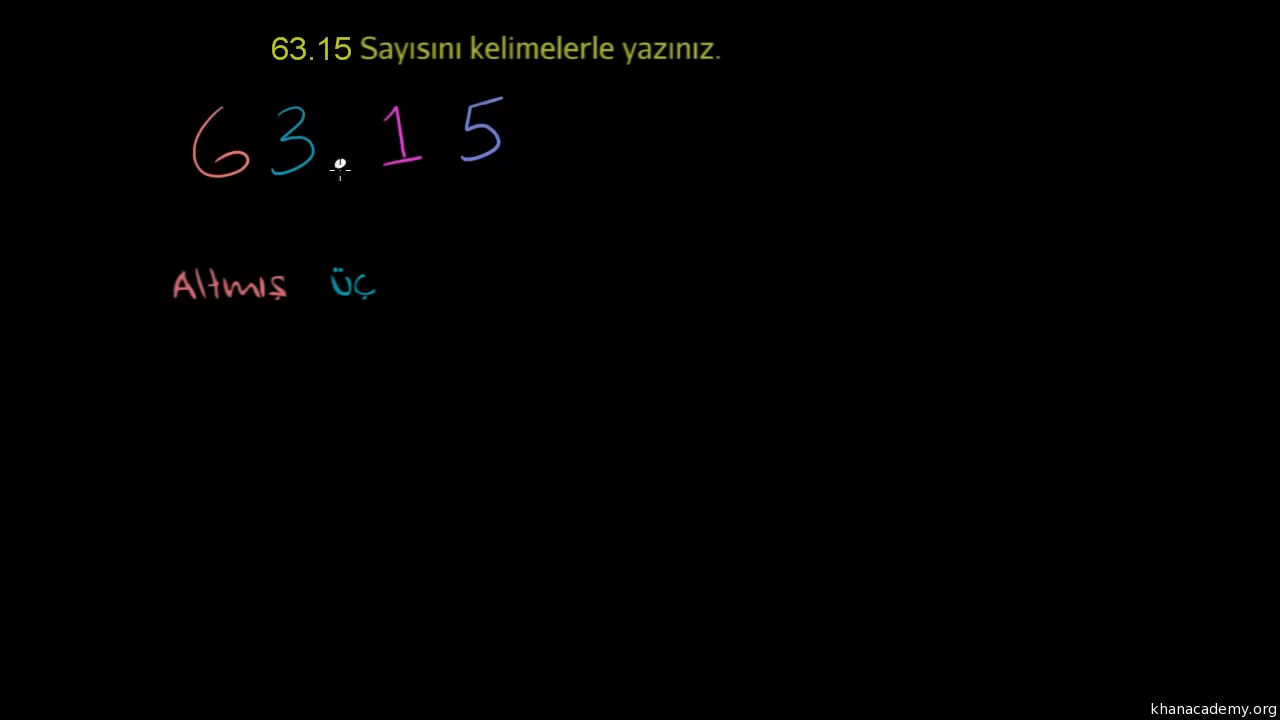 63.15 Sayısını kelimelerle yazınız.
63.15
Altmış üç
khanacademy.org